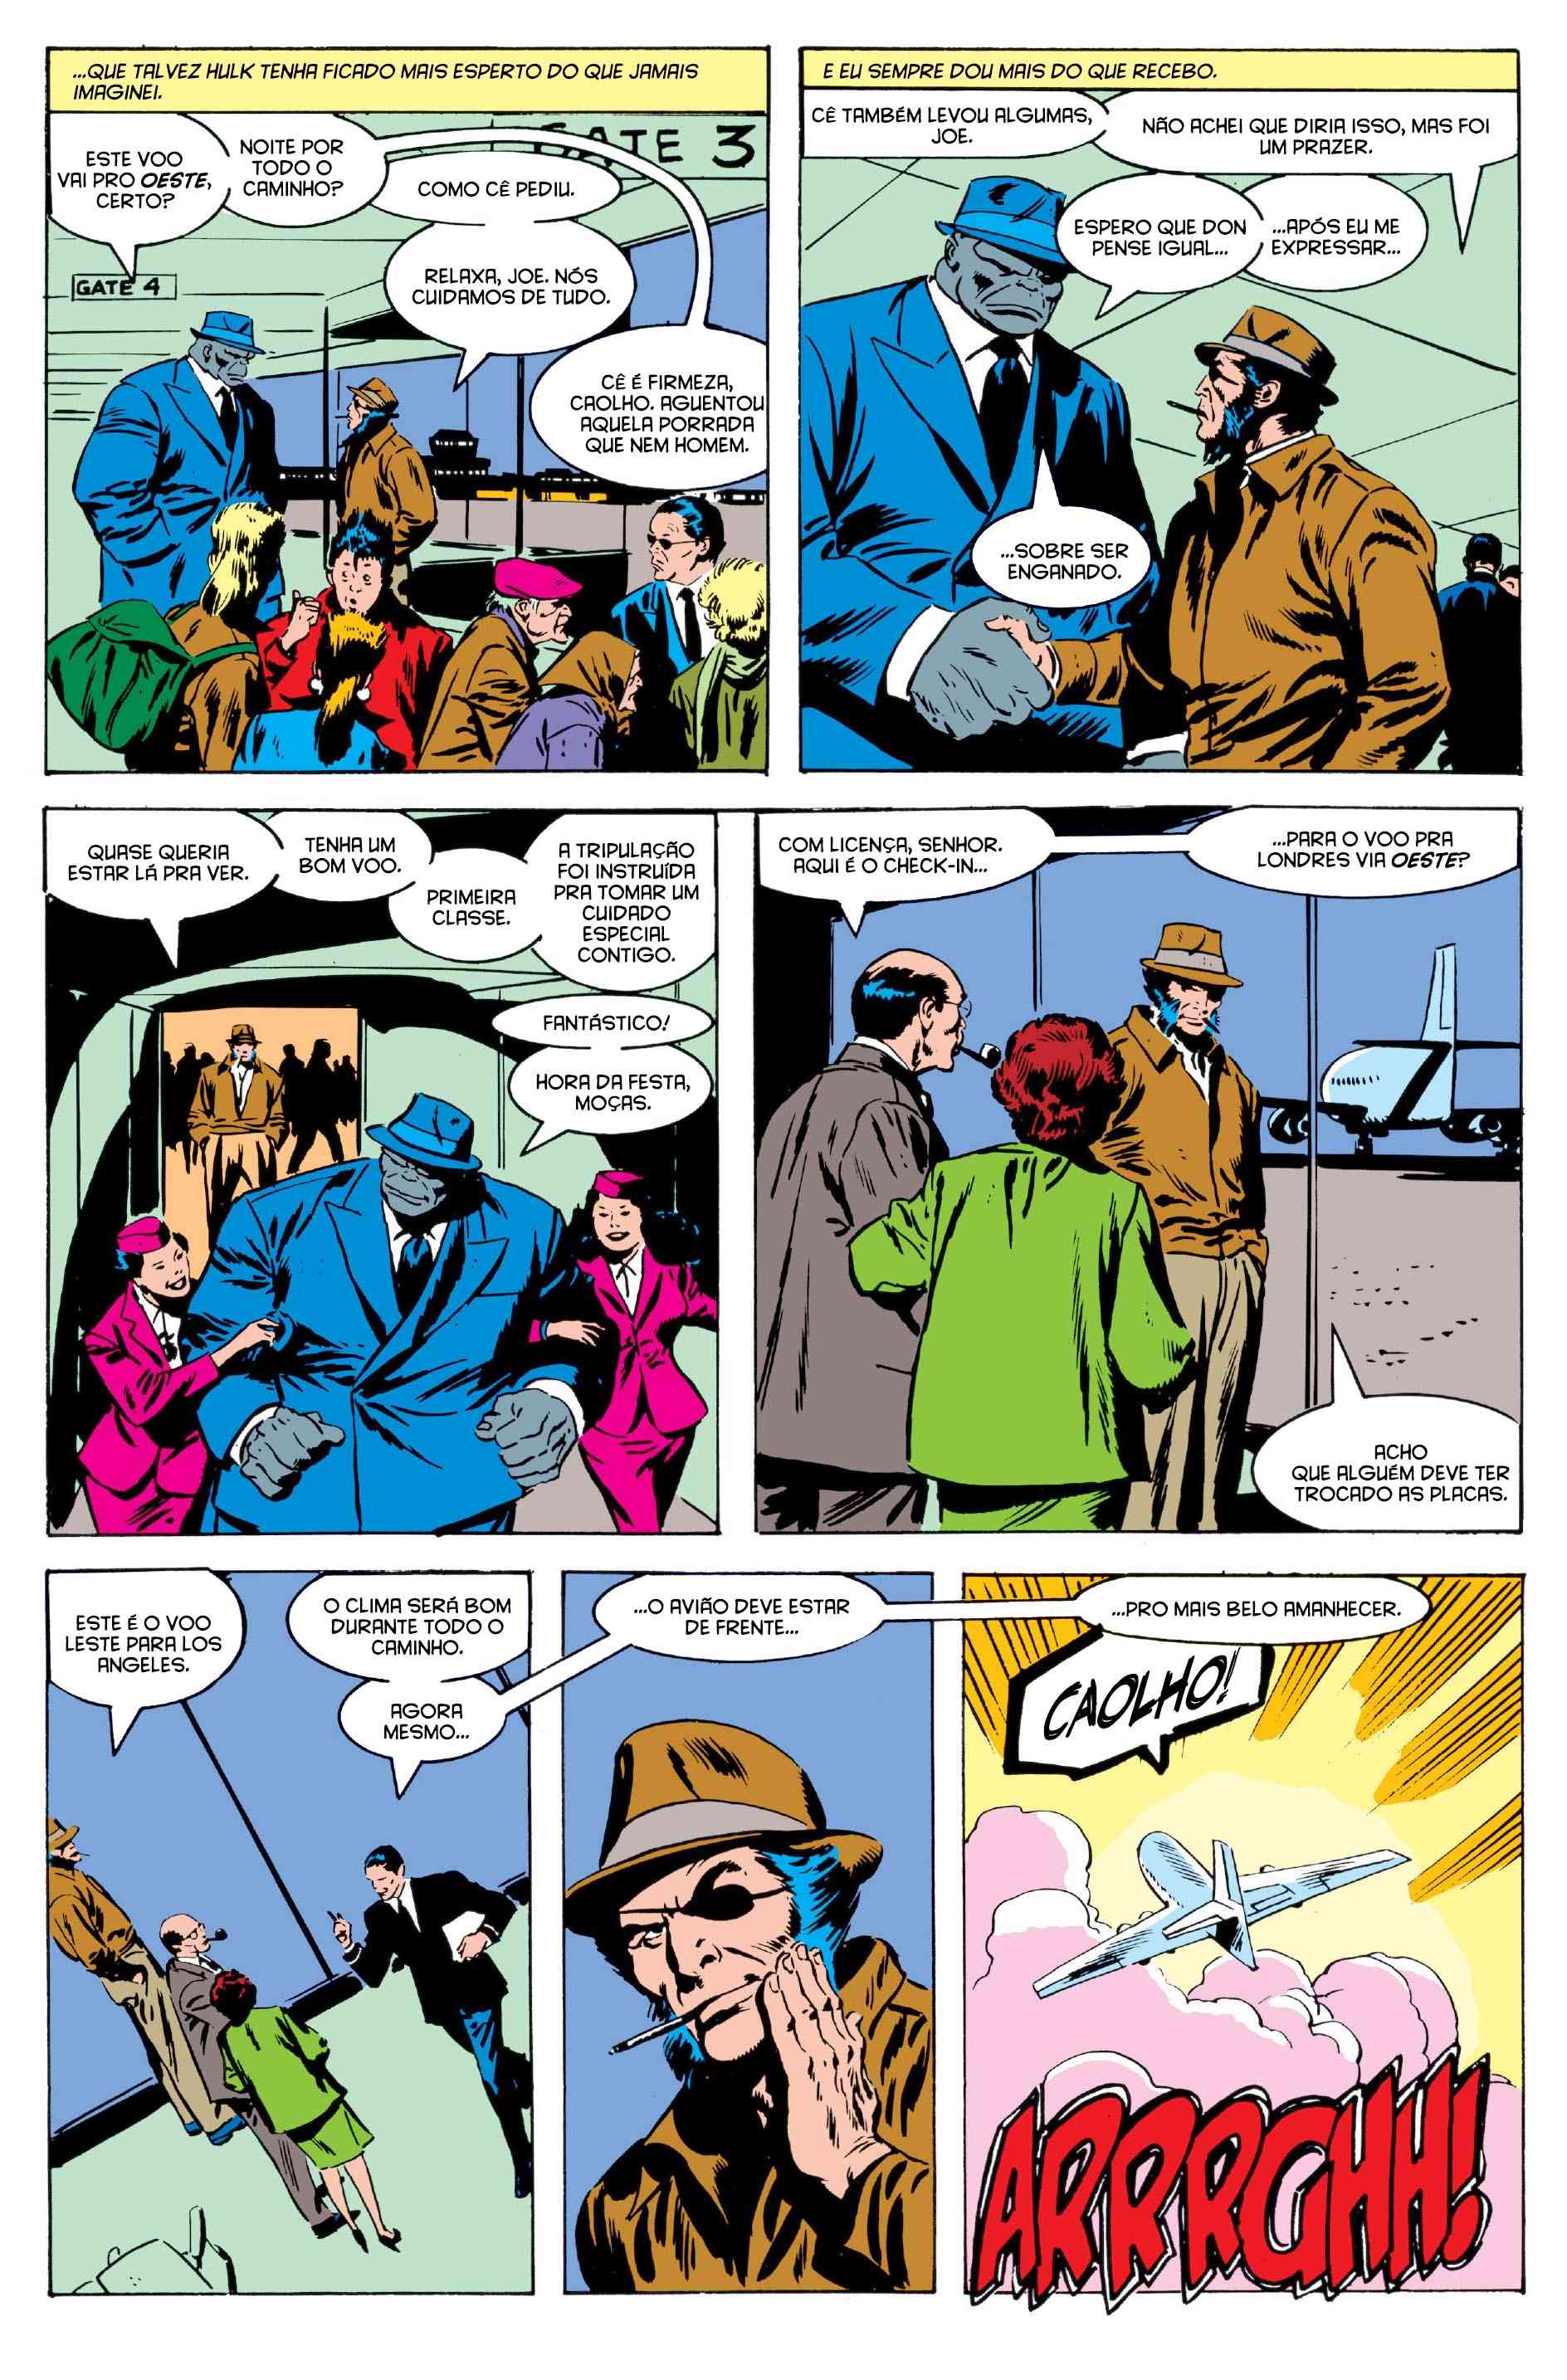 ...QUE TALVEZ HULK TENHA FICADO MAIS ESPERTO DO QUE JAMAIS
IMAGINEI.
GATE 3
ESTE VOO
VAI PRO OESTE,
CERTO?
NOITE POR
TODO O
CAMINHO?
COMO CÊ PEDIU.
RELAXA, JOE. NÓS
CUIDAMOS DE TUDO.
CÊ É FIRMEZA,
CAOLHO. AGUENTOU
AQUELA PORRADA
QUE NEM HOMEM.
GATE 4
E EU SEMPRE DOU MAIS DO QUE RECEBO.
CÊ TAMBÉM LEVOU ALGUMAS,
JOE.
NÃO ACHEI QUE DIRIA ISSO, MAS FOI
UM PRAZER.
ESPERO QUE DON
PENSE IGUAL...
...APÓS EU ME
EXPRESSAR...
...SOBRE SER
ENGANADO.
QUASE QUERIA
ESTAR LÁ PRA VER.
TENHA UM
BOM VOO.
PRIMEIRA
CLASSE.
A TRIPULAÇÃO
FOI INSTRUÍDA
PRA TOMAR UM
CUIDADO
ESPECIAL
CONTIGO.
FANTÁSTICO!
HORA DA FESTA,
MOÇAS.
COM LICENÇA, SENHOR.
AQUI É O CHECK-IN...
...PARA O VOO PRA
LONDRES VIA OESTE?
ACHO
QUE ALGUÉM DEVE TER
TROCADO AS PLACAS.
ESTE É O VOO
LESTE PARA LOS
ANGELES.
O CLIMA SERÁ BOM
DURANTE TODO O
CAMINHO.
AGORA
MESMO...
...O AVIÃO DEVE ESTAR
DE FRENTE...
...PRO MAIS BELO AMANHECER.
CAOLHO!
ARRRGHH!